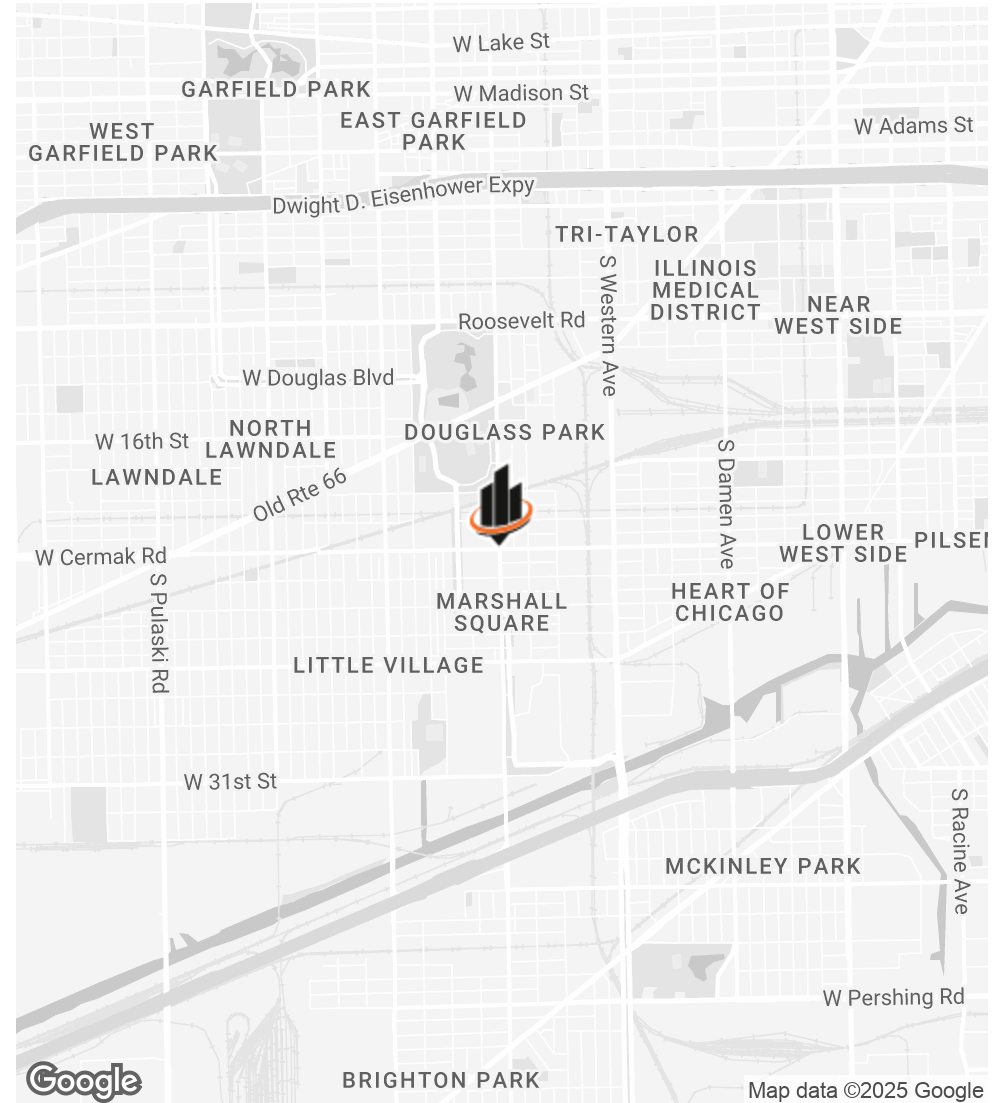 W Lake St
GARFIELD PARK
W Madison St
EAST GARFIELD
PARK
WEST
GARFIELD PARK
W Adams St
Dwight D. Eisenhower Expy
TRI-TAYLOR
S Western Ave
ILLINOIS
MEDICAL
DISTRICT
NEAR
WEST SIDE
Roosevelt Rd
W Douglas Blvd
DOUGLASS PARK
NORTH
LAWNDALE
W 16th St
LAWNDALE
Old Rte 66
S Damen Ave
W Cermak Rd
LOWER
WEST SIDE
PILSEN
S Pulaski Rd
MARSHALL
SQUARE
HEART OF
CHICAGO
LITTLE VILLAGE
W 31st St
S Racine Ave
MCKINLEY PARK
W Pershing Rd
BRIGHTON PARK
Google
Map data ©2025 Google